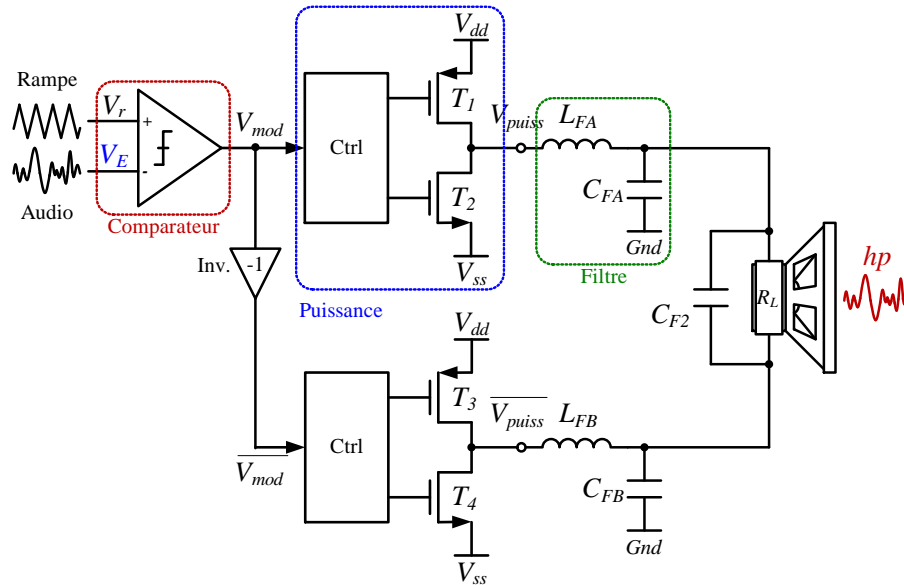 V_dd
Rampe
V_r
+
V_mod
Ctrl
T_1
V_puiss
L_FA
V_E
-
Audio
Comparateur
T_2
C_FA
Gnd
Inv.
-1
V_ss
Filtre
Puissance
hp
R_L
C_F2
V_dd
T_3
Ctrl
V_puiss
L_FB
V_mod
T_4
C_FB
Gnd
V_ss